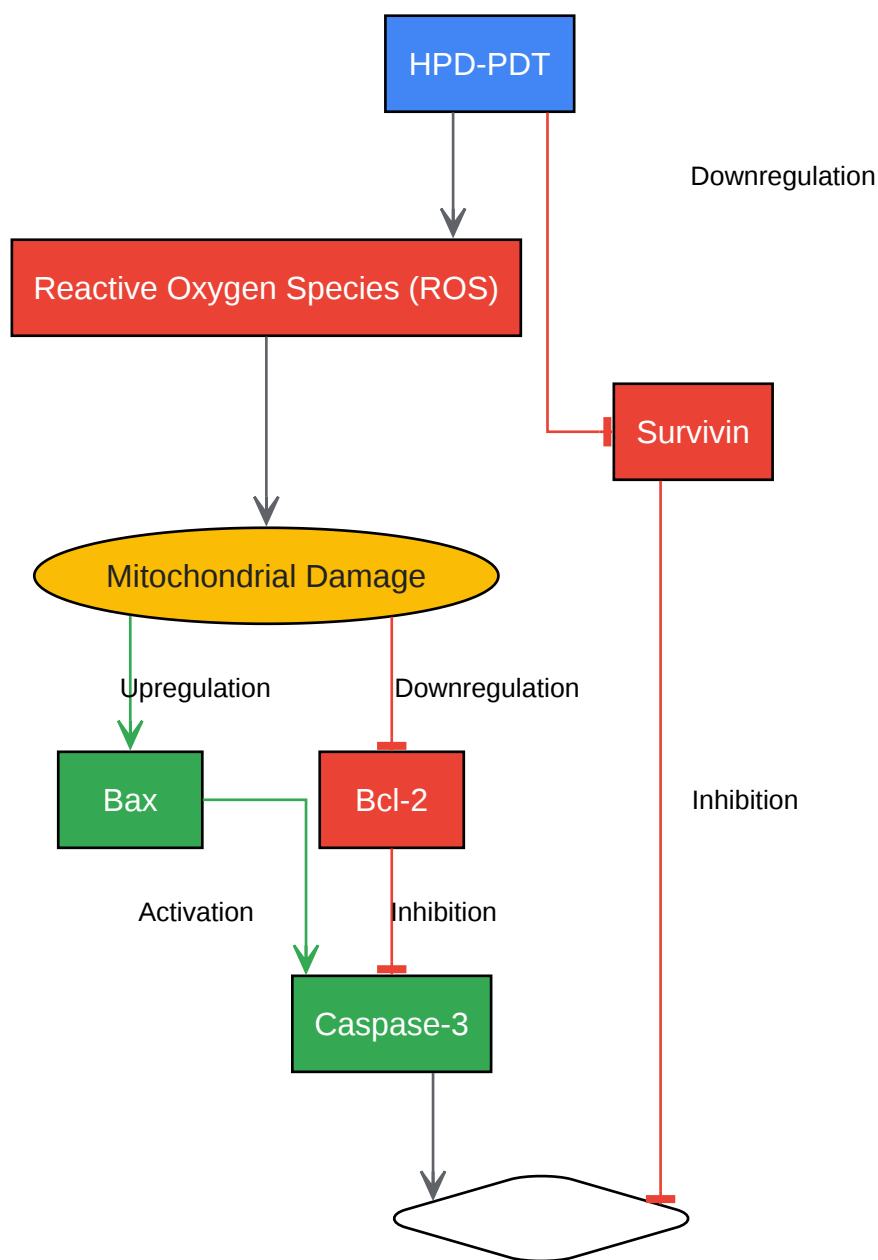 HPD-PDT
Downregulation
Reactive Oxygen Species (ROS)
Survivin
Mitochondrial Damage
Upregulation
Downregulation
Bax
Bcl-2
Inhibition
Activation
Inhibition
Caspase-3